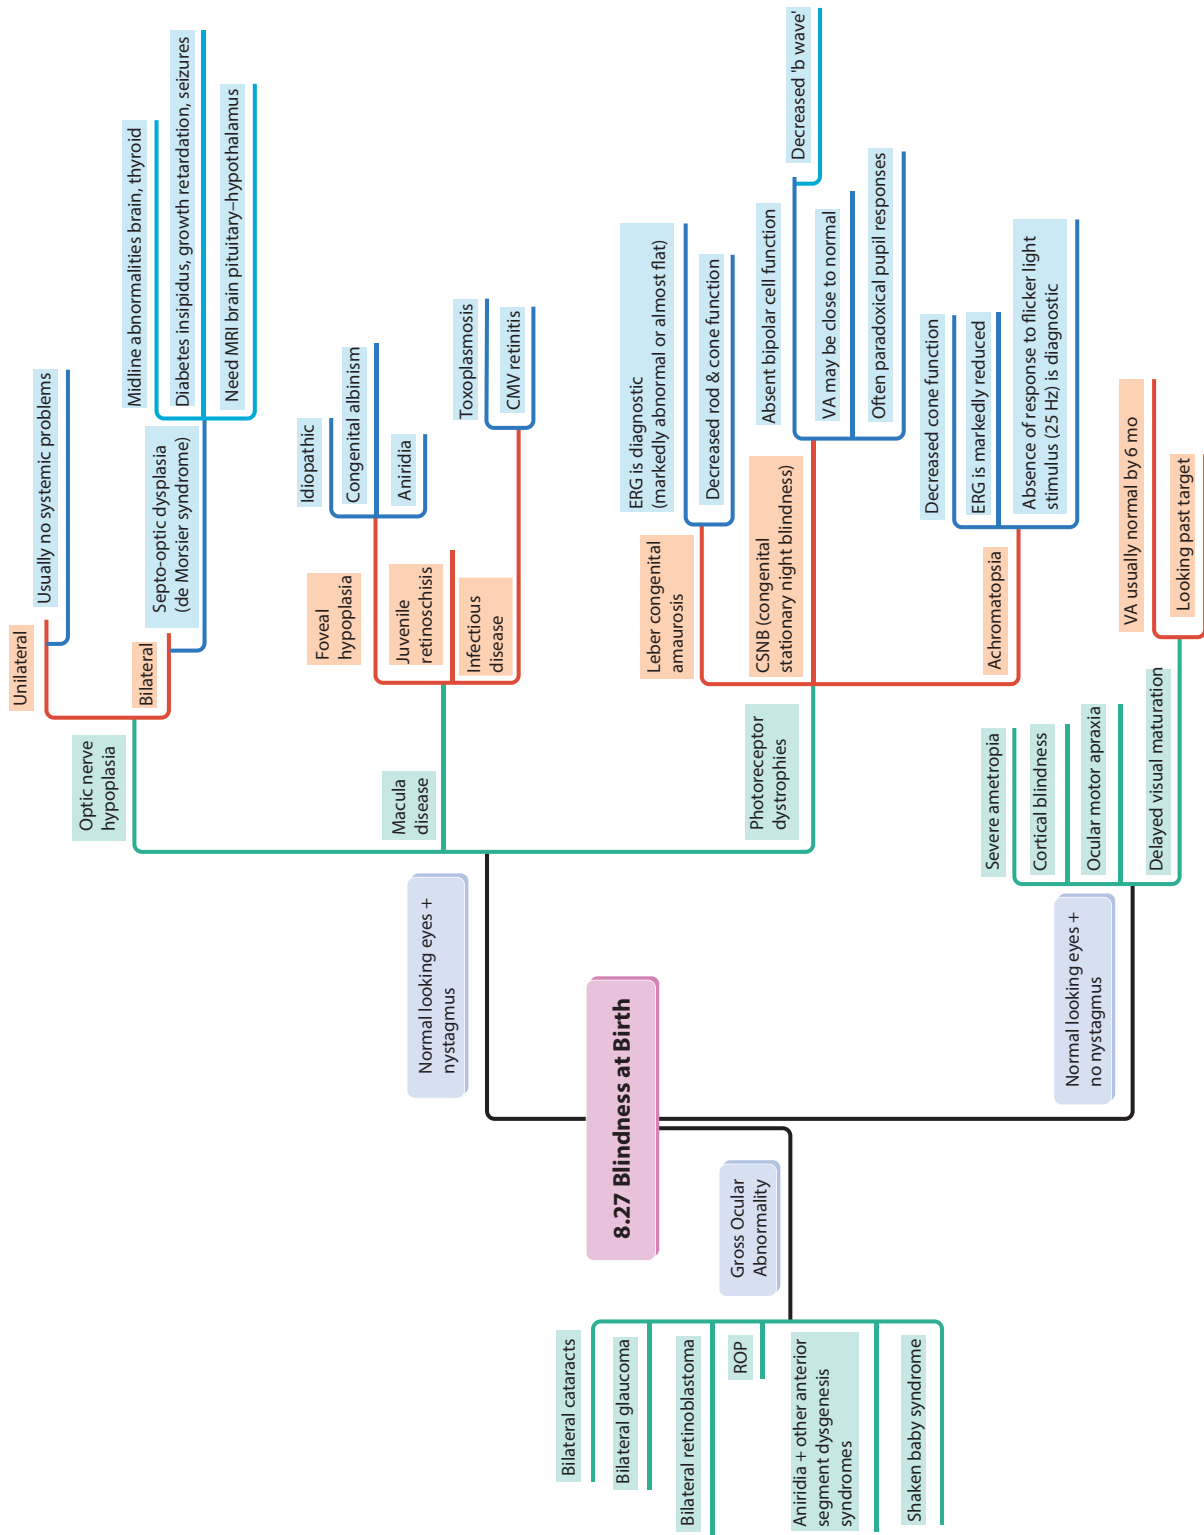 8.27 Blindness at Birth
Gross Ocular
Abnormality
Bilateral cataracts
Bilateral glaucoma
Bilateral retinoblastoma
ROP
Aniridia + other anterior
segment dysgenesis
syndromes
Shaken baby syndrome
Normal looking eyes +
nystagmus
Optic nerve
hypoplasia
Unilateral
Usually no systemic problems
Bilateral
Septo-optic dysplasia
(de Morsier syndrome)
Midline abnormalities brain, thyroid
Diabetes insipidus, growth retardation, seizures
Need MRI brain pituitary–hypothalamus
Macula
disease
Foveal
hypoplasia
Idiopathic
Congenital albinism
Aniridia
Juvenile
retinoschisis
Infectious
disease
Toxoplasmosis
CMV retinitis
Photoreceptor
dystrophies
Leber congenital
amaurosis
ERG is diagnostic
(markedly abnormal or almost flat)
Decreased rod & cone function
CSNB (congenital
stationary night blindness)
Absent bipolar cell function
Decreased 'b wave'
VA may be close to normal
Often paradoxical pupil responses
Achromatopsia
Decreased cone function
ERG is markedly reduced
Absence of response to flicker light
stimulus (25 Hz) is diagnostic
Normal looking eyes +
no nystagmus
Severe ametropia
Cortical blindness
Ocular motor apraxia
Delayed visual maturation
VA usually normal by 6 mo
Looking past target